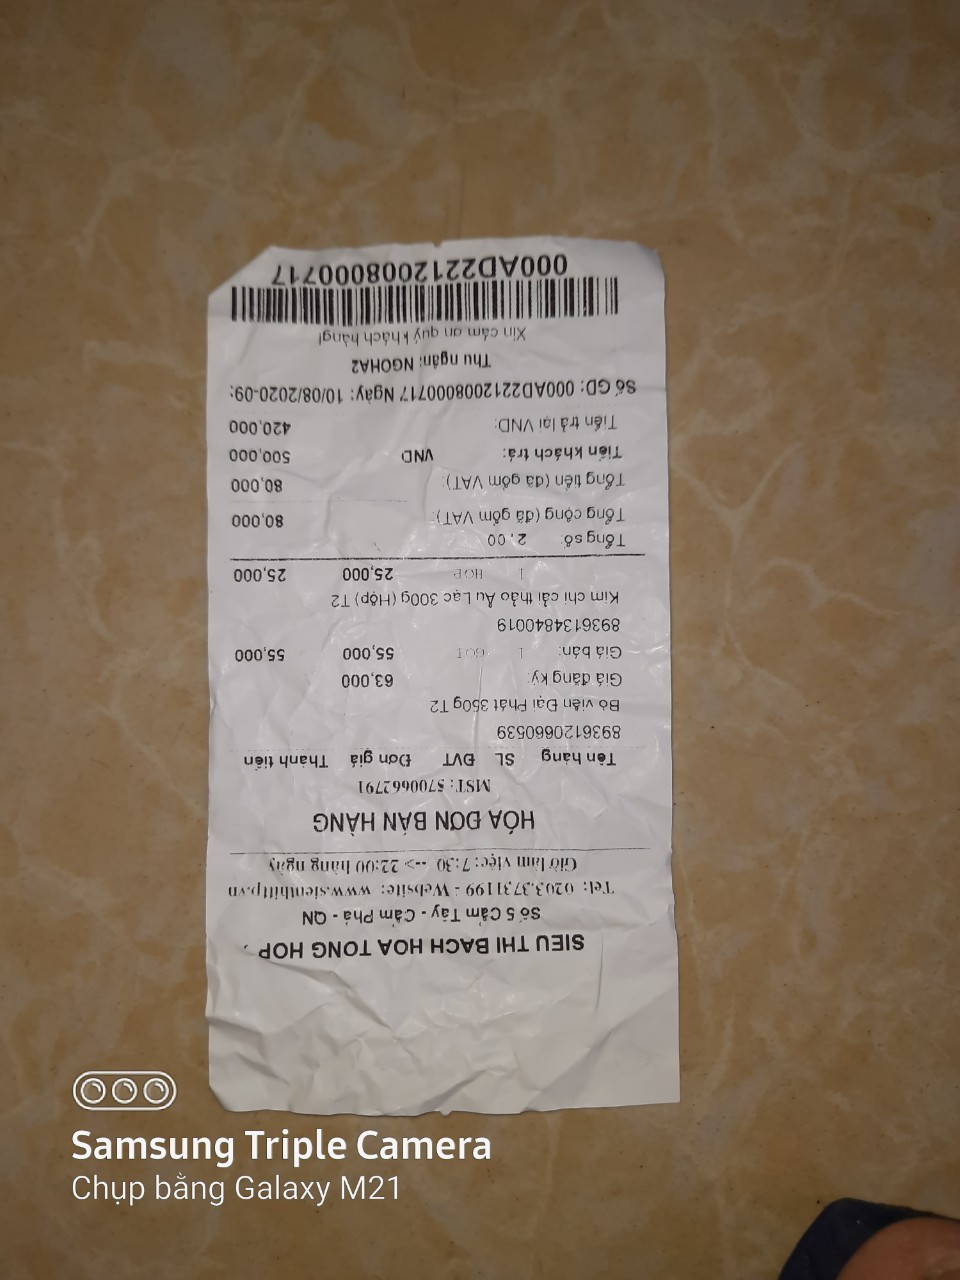 SIEU THI BACH HOA TONG HOP
Số 5 Cẩm Tây - Cẩm Phả - QN
Tel: 0203.3731199 - Website: www.sieuthittp.vn
Giờ làm việc: 7:30 --> 22:00 hàng ngày
HÓA ĐƠN BÁN HÀNG
MST: 5700662791
Tên hàng SL ĐVT Đơn giá Thành tiền
8936120660539
Bò viên Đại Phát 350g T2
Giá đăng ký: 63,000
Giá bán: 1 GOI 55,000 55,000
8936134840019
Kim chi cải thảo Âu Lạc 300g (Hộp) T2
1 HOP 25,000 25,000
Tổng số: 2.00
Tổng cộng (đã gồm VAT): 80,000
Tổng tiền (đã gồm VAT): 80,000
Tiền khách trả: VND 500,000
Tiền trả lại VND: 420,000
Số GD: 000AD2212008000717 Ngày: 10/08/2020-09:
Thu ngân: NGOHA2
Xin cảm ơn quý khách hàng!
000AD2212008000717
Samsung Triple Camera
Chụp bằng Galaxy M21